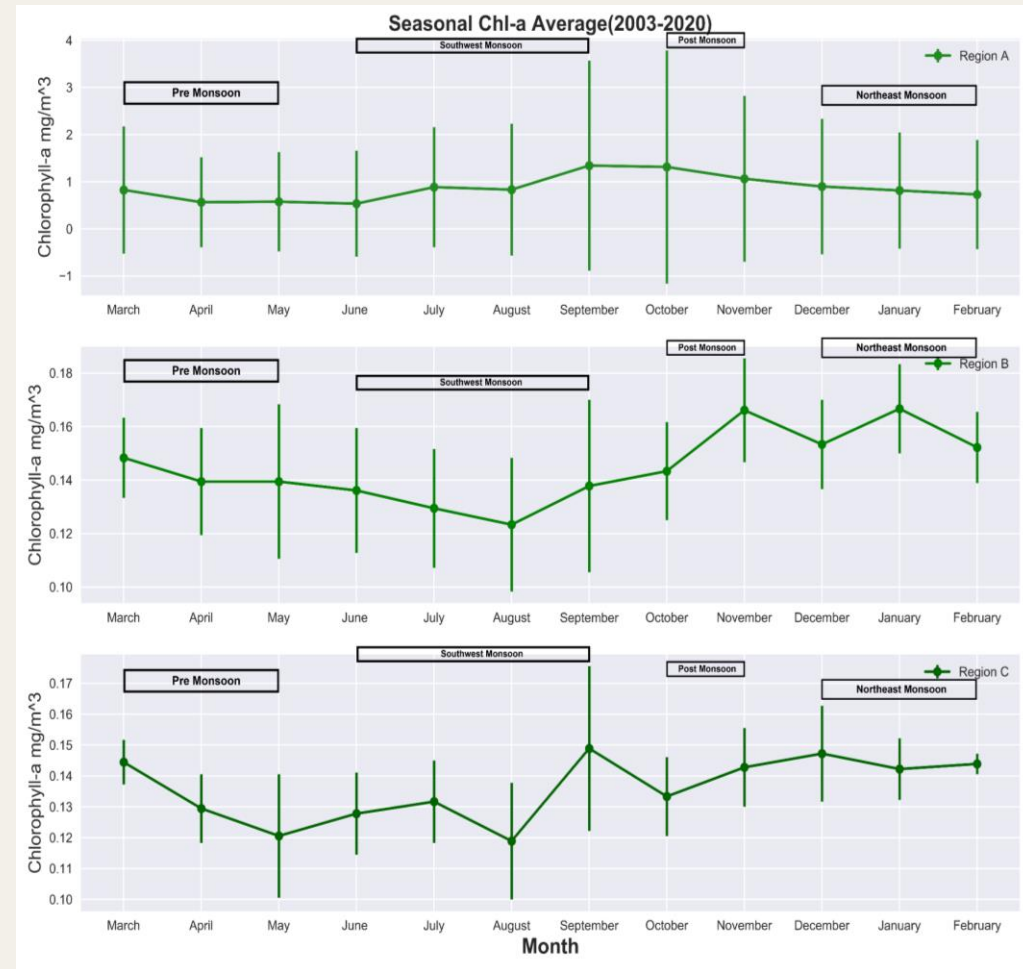 Seasonal Chl-a Average(2003-2020)
Southwest Monsoon
Post Monsoon
Region A
Pre Monsoon
Northeast Monsoon
Chlorophyll-a mg/m^3
4
3
2
1
0
−1
March April May June July August September October November December January February
Post Monsoon
Northeast Monsoon
Region B
Pre Monsoon
Southwest Monsoon
Chlorophyll-a mg/m^3
0.18
0.16
0.14
0.12
0.10
March April May June July August September October November December January February
Southwest Monsoon
Post Monsoon
Region C
Pre Monsoon
Northeast Monsoon
Chlorophyll-a mg/m^3
0.17
0.16
0.15
0.14
0.13
0.12
0.11
0.10
March April May June July August September October November December January February
Month